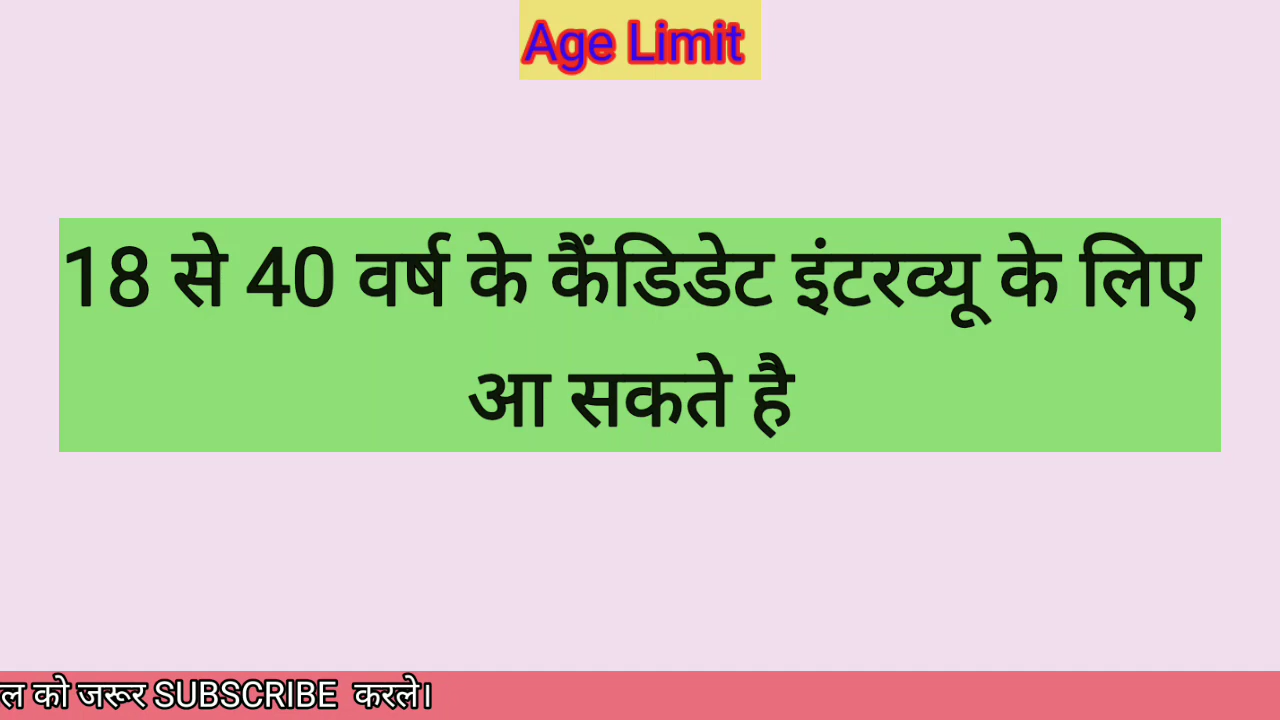 Age Limit
18 से 40 वर्ष के कैंडिडेट इंटरव्यू के लिए
आ सकते है
ल को जरूर SUBSCRIBE करले।